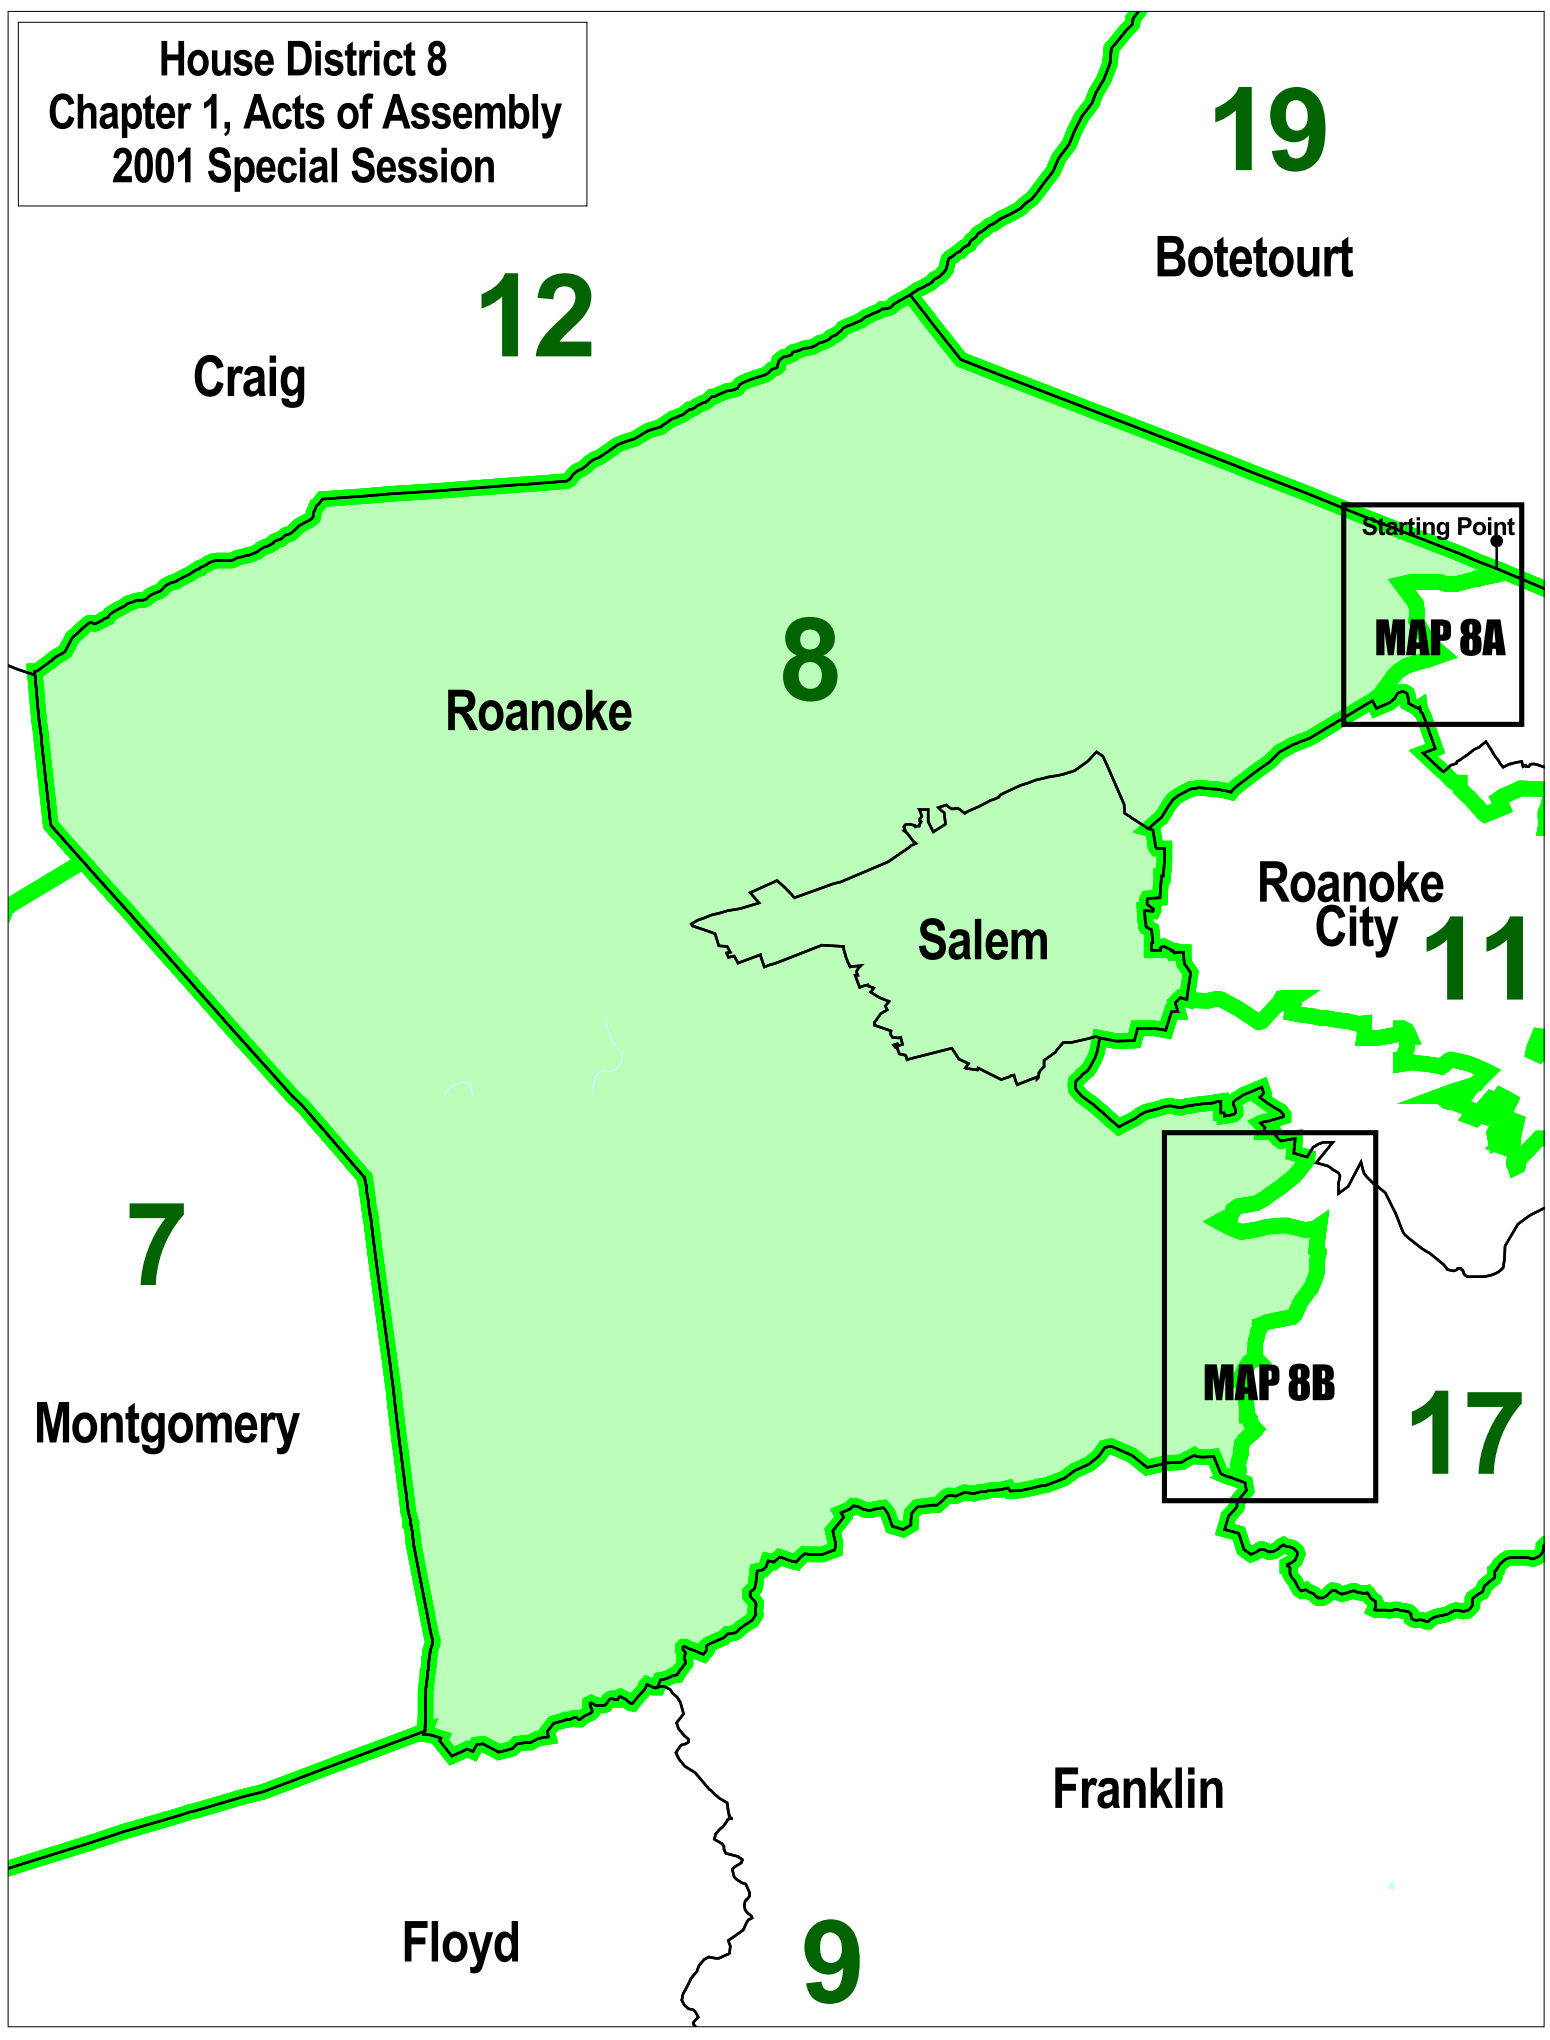 House District 8
Chapter 1, Acts of Assembly
2001 Special Session
19
Botetourt
12
Craig
Starting Point
MAP 8A
8
Roanoke
Salem
Roanoke
City
11
7
Montgomery
MAP 8B
17
Franklin
Floyd
9